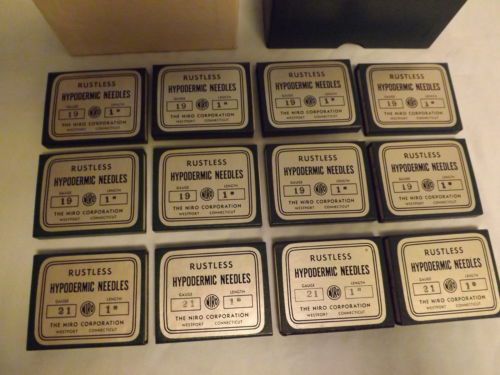 RUSTLESS
HYPODERMIC NEEDLES
GAUGE LENGTH
19 1"
THE NIRO CORPORATION
WESTPORT CONNECTICUT
RUSTLESS
HYPODERMIC NEEDLES
GAUGE LENGTH
19 1"
THE NIRO CORPORATION
WESTPORT CONNECTICUT
RUSTLESS
HYPODERMIC NEEDLES
GAUGE LENGTH
19 1"
THE NIRO CORPORATION
WESTPORT CONNECTICUT
RUSTLESS
HYPODERMIC NEEDLES
GAUGE LENGTH
19 1"
THE NIRO CORPORATION
WESTPORT CONNECTICUT
RUSTLESS
HYPODERMIC NEEDLES
GAUGE LENGTH
19 1"
THE NIRO CORPORATION
WESTPORT CONNECTICUT
RUSTLESS
HYPODERMIC NEEDLES
GAUGE LENGTH
19 1"
THE NIRO CORPORATION
WESTPORT CONNECTICUT
RUSTLESS
HYPODERMIC NEEDLES
GAUGE LENGTH
19 1"
THE NIRO CORPORATION
WESTPORT CONNECTICUT
RUSTLESS
HYPODERMIC NEEDLES
GAUGE LENGTH
19 1"
THE NIRO CORPORATION
WESTPORT CONNECTICUT
RUSTLESS
HYPODERMIC NEEDLES
GAUGE LENGTH
21 1"
THE NIRO CORPORATION
WESTPORT CONNECTICUT
RUSTLESS
HYPODERMIC NEEDLES
GAUGE LENGTH
21 1"
THE NIRO CORPORATION
WESTPORT CONNECTICUT
RUSTLESS
HYPODERMIC NEEDLES
GAUGE LENGTH
21 1"
THE NIRO CORPORATION
WESTPORT CONNECTICUT
RUSTLESS
HYPODERMIC NEEDLES
GAUGE LENGTH
21 1"
THE NIRO CORPORATION
WESTPORT CONNECTICUT